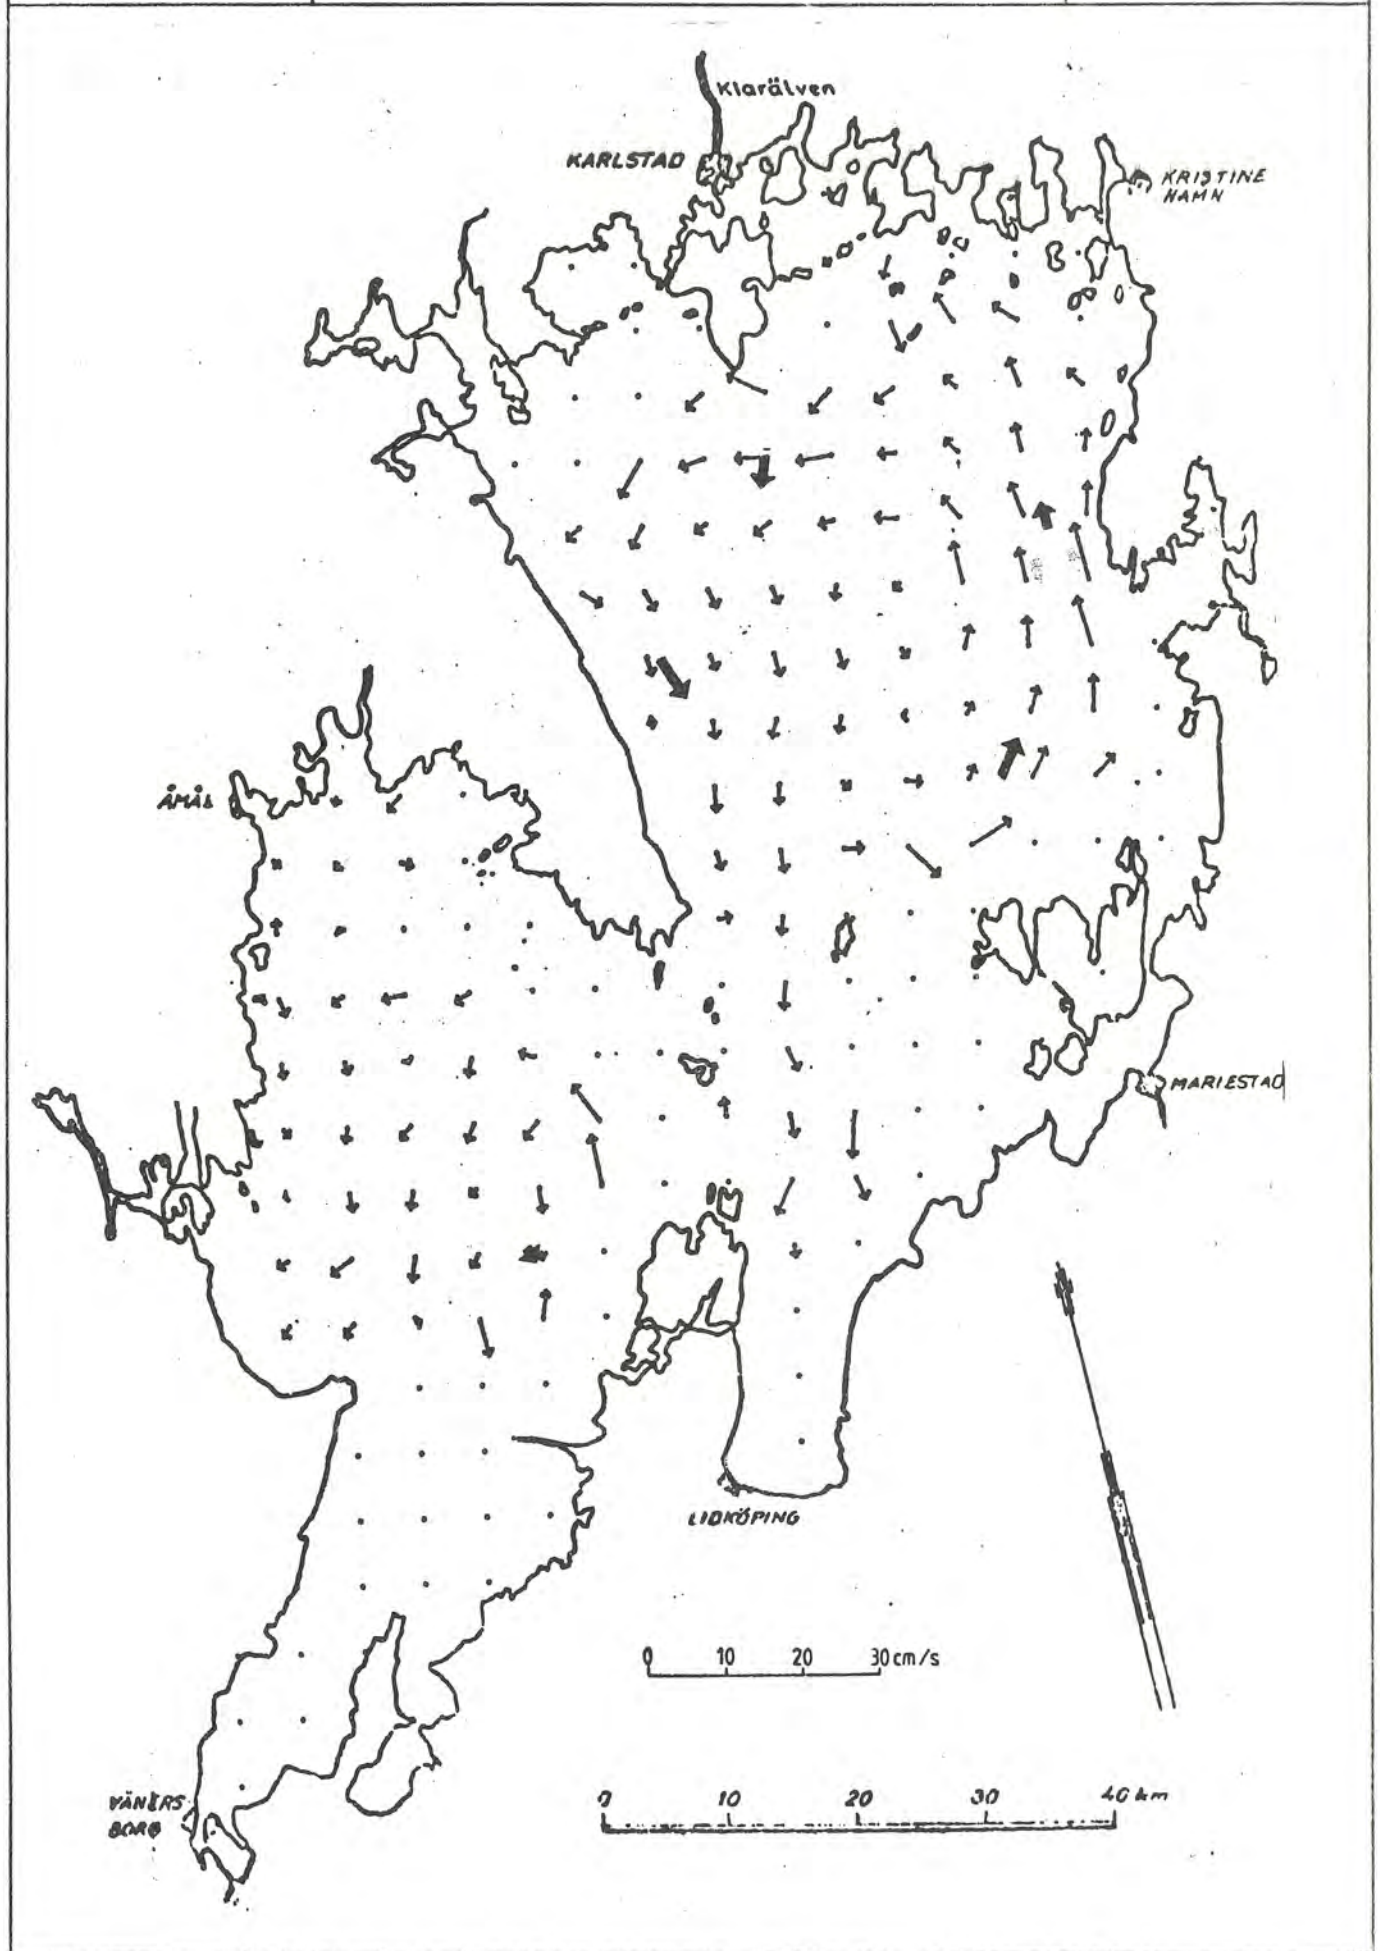 Klarälven
KARLSTAD
KRISTINE
HAMN
ÅMÅL
MARIESTAD
LIDKÖPING
0 10 20 30 cm/s
0 10 20 30 40 km
VÄNERS
BORG